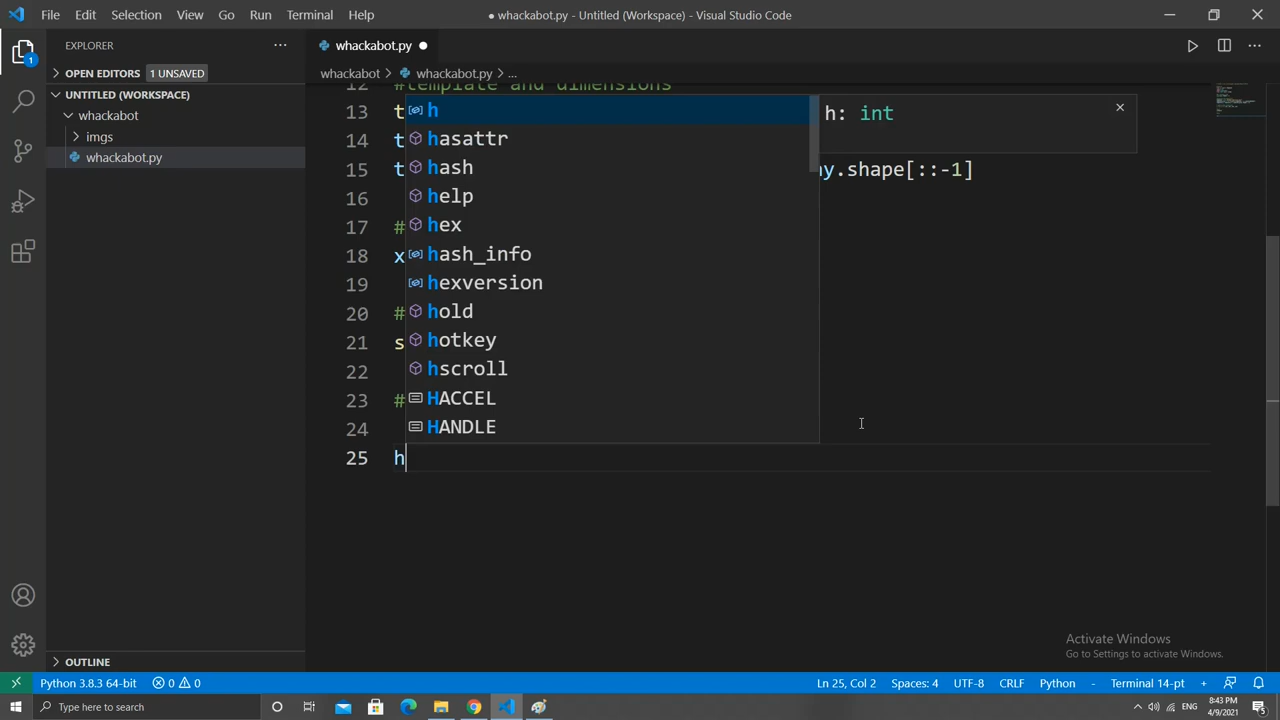 File Edit Selection View Go Run Terminal Help
● whackabot.py - Untitled (Workspace) - Visual Studio Code
EXPLORER
OPEN EDITORS 1 UNSAVED
UNTITLED (WORKSPACE)
whackabot
imgs
whackabot.py
OUTLINE
1
whackabot.py
whackabot > whackabot.py > ...
12 #template and dimensions
13 t
14 t
15 t y.shape[::-1]
16
17 #
18 x
19
20 #
21 s
22
23 #
24
25 h
h
hasattr
hash
help
hex
hash_info
hexversion
hold
hotkey
hscroll
HACCEL
HANDLE
h: int
Activate Windows
Go to Settings to activate Windows.
Python 3.8.3 64-bit 0 0 Ln 25, Col 2 Spaces: 4 UTF-8 CRLF Python Terminal 14-pt +
Type here to search
ENG
8:43 PM
4/9/2021
5